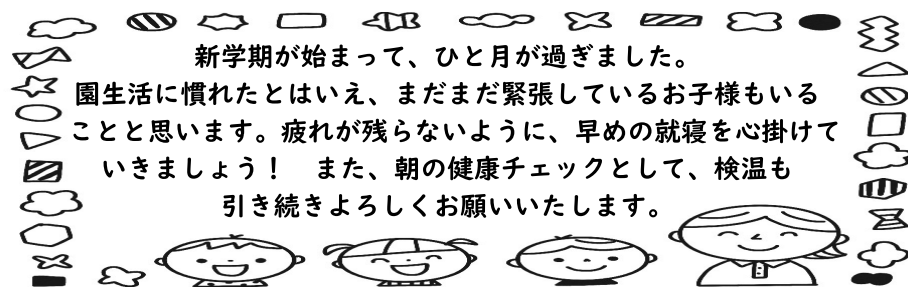 新学期が始まって、ひと月が過ぎました。
園生活に慣れたとはいえ、まだまだ緊張しているお子様もいる
ことと思います。疲れが残らないように、早めの就寝を心掛けて
いきましょう！　また、朝の健康チェックとして、検温も
引き続きよろしくお願いいたします。